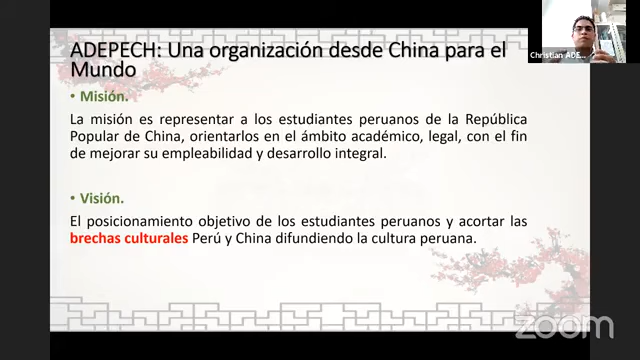 ADEPECH: Una organización desde China para el
Mundo
• Misión.
La misión es representar a los estudiantes peruanos de la República
Popular de China, orientarlos en el ámbito académico, legal, con el fin
de mejorar su empleabilidad y desarrollo integral.
• Visión.
El posicionamiento objetivo de los estudiantes peruanos y acortar las
brechas culturales Perú y China difundiendo la cultura peruana.
Christian ADE...
zoom